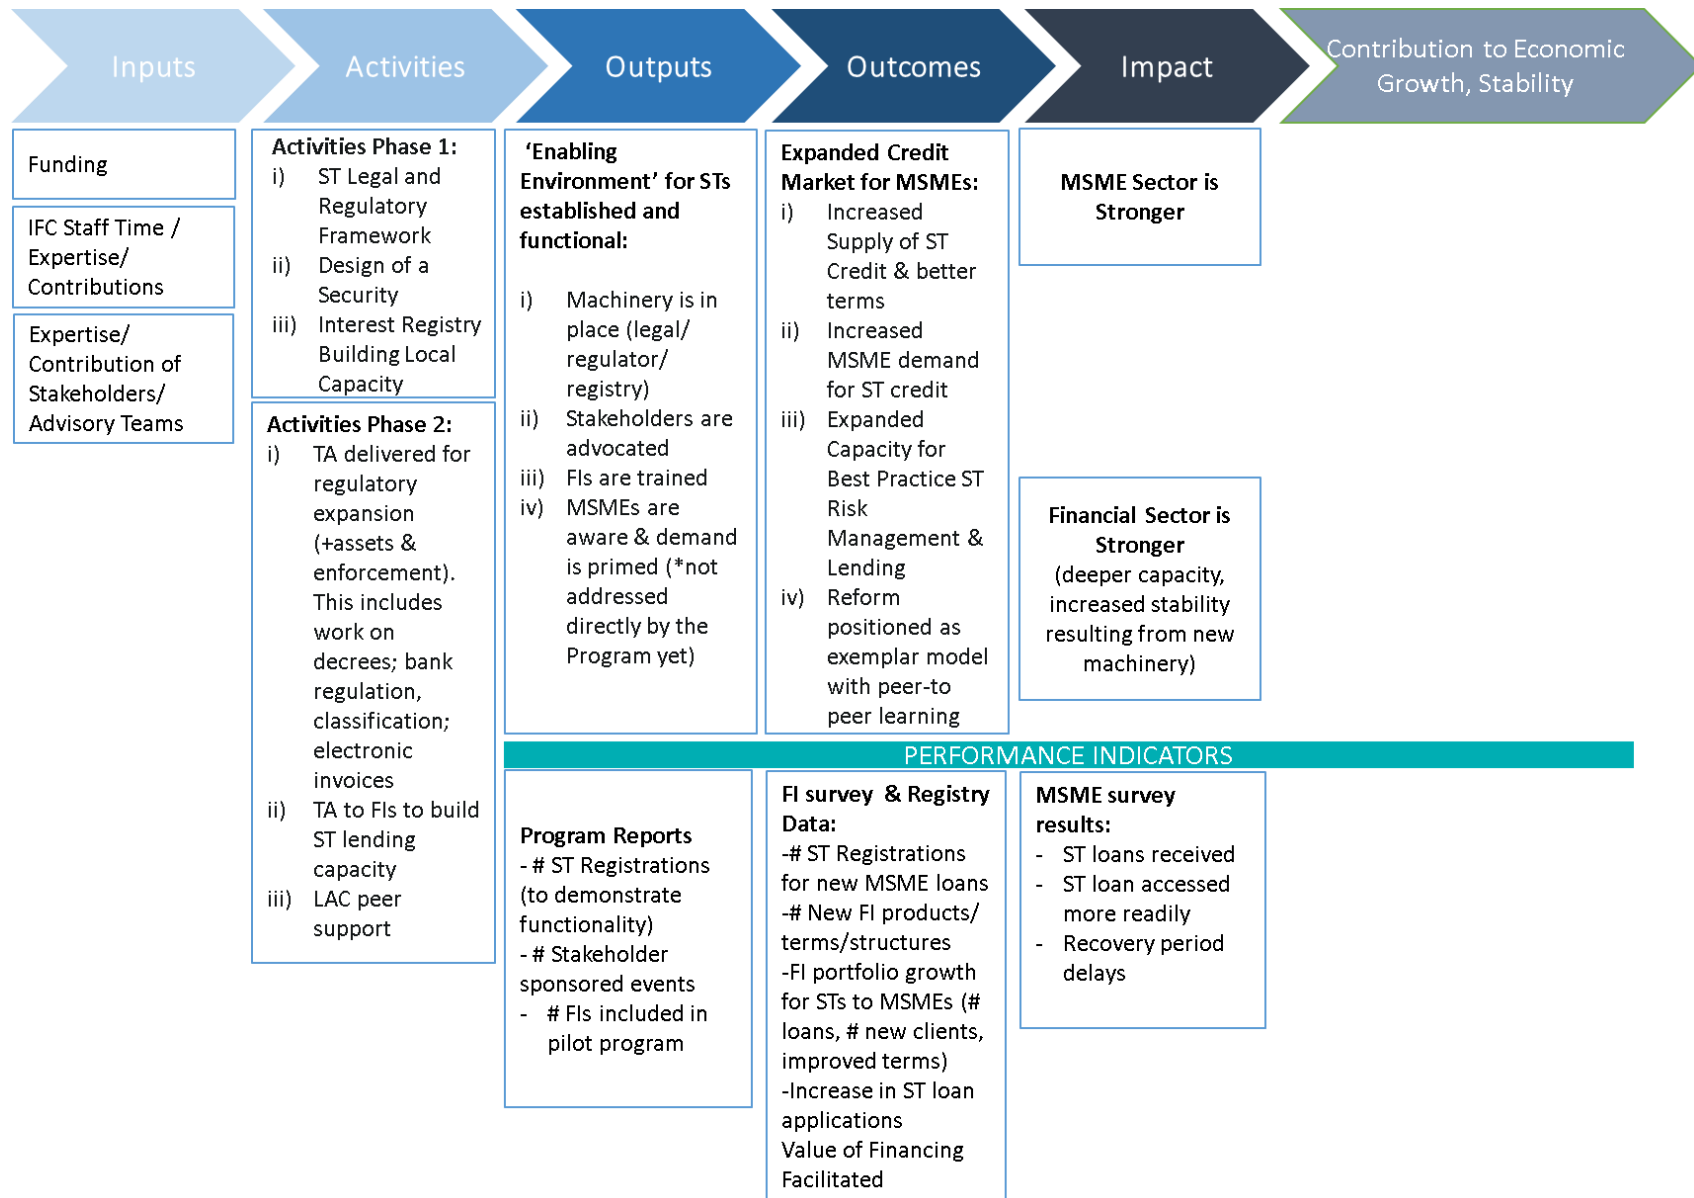 Inputs
Activities
Outputs
Outcomes
Impact
Contribution to Economic
Growth, Stability
Funding
IFC Staff Time /
Expertise/
Contributions
Expertise/
Contribution of
Stakeholders/
Advisory Teams
Activities Phase 1:
i) ST Legal and
Regulatory
Framework
ii) Design of a
Security
iii) Interest Registry
Building Local
Capacity
Activities Phase 2:
i) TA delivered for
regulatory
expansion
(+assets &
enforcement).
This includes
work on
decrees; bank
regulation,
classification;
electronic
invoices
ii) TA to FIs to build
ST lending
capacity
iii) LAC peer
support
‘Enabling
Environment’ for STs
established and
functional:
i) Machinery is in
place (legal/
regulator/
registry)
ii) Stakeholders are
advocated
iii) FIs are trained
iv) MSMEs are
aware & demand
is primed (*not
addressed
directly by the
Program yet)
Expanded Credit
Market for MSMEs:
i) Increased
Supply of ST
Credit & better
terms
ii) Increased
MSME demand
for ST credit
iii) Expanded
Capacity for
Best Practice ST
Risk
Management &
Lending
iv) Reform
positioned as
exemplar model
with peer-to
peer learning
MSME Sector is
Stronger
Financial Sector is
Stronger
(deeper capacity,
increased stability
resulting from new
machinery)
PERFORMANCE INDICATORS
Program Reports
- # ST Registrations
(to demonstrate
functionality)
- # Stakeholder
sponsored events
- # FIs included in
pilot program
FI survey & Registry
Data:
-# ST Registrations
for new MSME loans
-# New FI products/
terms/structures
-FI portfolio growth
for STs to MSMEs (#
loans, # new clients,
improved terms)
-Increase in ST loan
applications
Value of Financing
Facilitated
MSME survey
results:
- ST loans received
- ST loan accessed
more readily
- Recovery period
delays